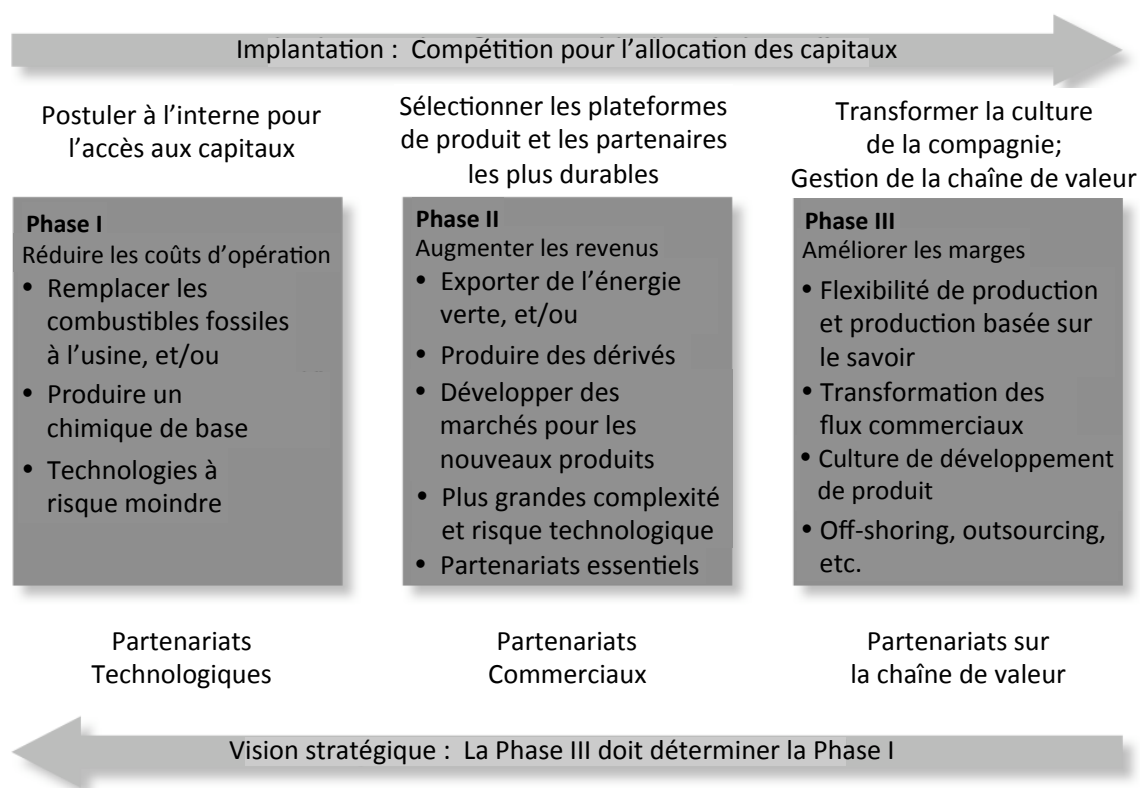 Implantation : Compétition pour l'allocation des capitaux
Postuler à l'interne pour
l'accès aux capitaux
Sélectionner les plateformes
de produit et les partenaires
les plus durables
Transformer la culture
de la compagnie;
Gestion de la chaîne de valeur
Phase I
Réduire les coûts d'opération
• Remplacer les
combustibles fossiles
à l'usine, et/ou
• Produire un
chimique de base
• Technologies à
risque moindre
Phase II
Augmenter les revenus
• Exporter de l'énergie
verte, et/ou
• Produire des dérivés
• Développer des
marchés pour les
nouveaux produits
• Plus grandes complexité
et risque technologique
• Partenariats essentiels
Phase III
Améliorer les marges
• Flexibilité de production
et production basée sur
le savoir
• Transformation des
flux commerciaux
• Culture de développement
de produit
• Off-shoring, outsourcing,
etc.
Partenariats
Technologiques
Partenariats
Commerciaux
Partenariats sur
la chaîne de valeur
Vision stratégique : La Phase III doit déterminer la Phase I